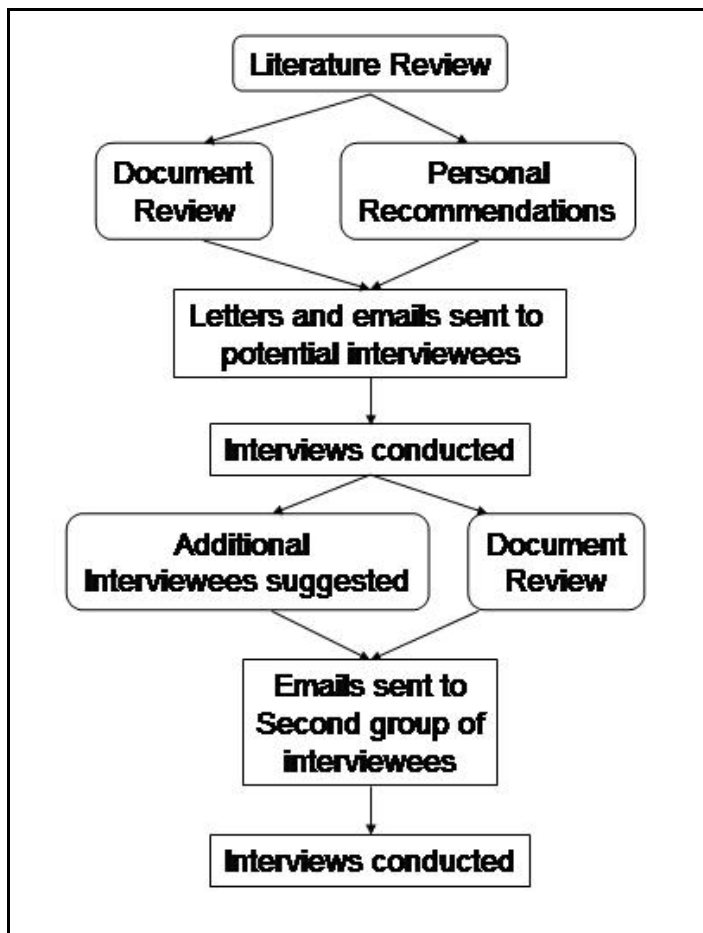 Literature Review
Document
Review
Personal
Recommendations
Letters and emails sent to
potential interviewees
Interviews conducted
Additional
Interviewees suggested
Document
Review
Emails sent to
Second group of
interviewees
Interviews conducted